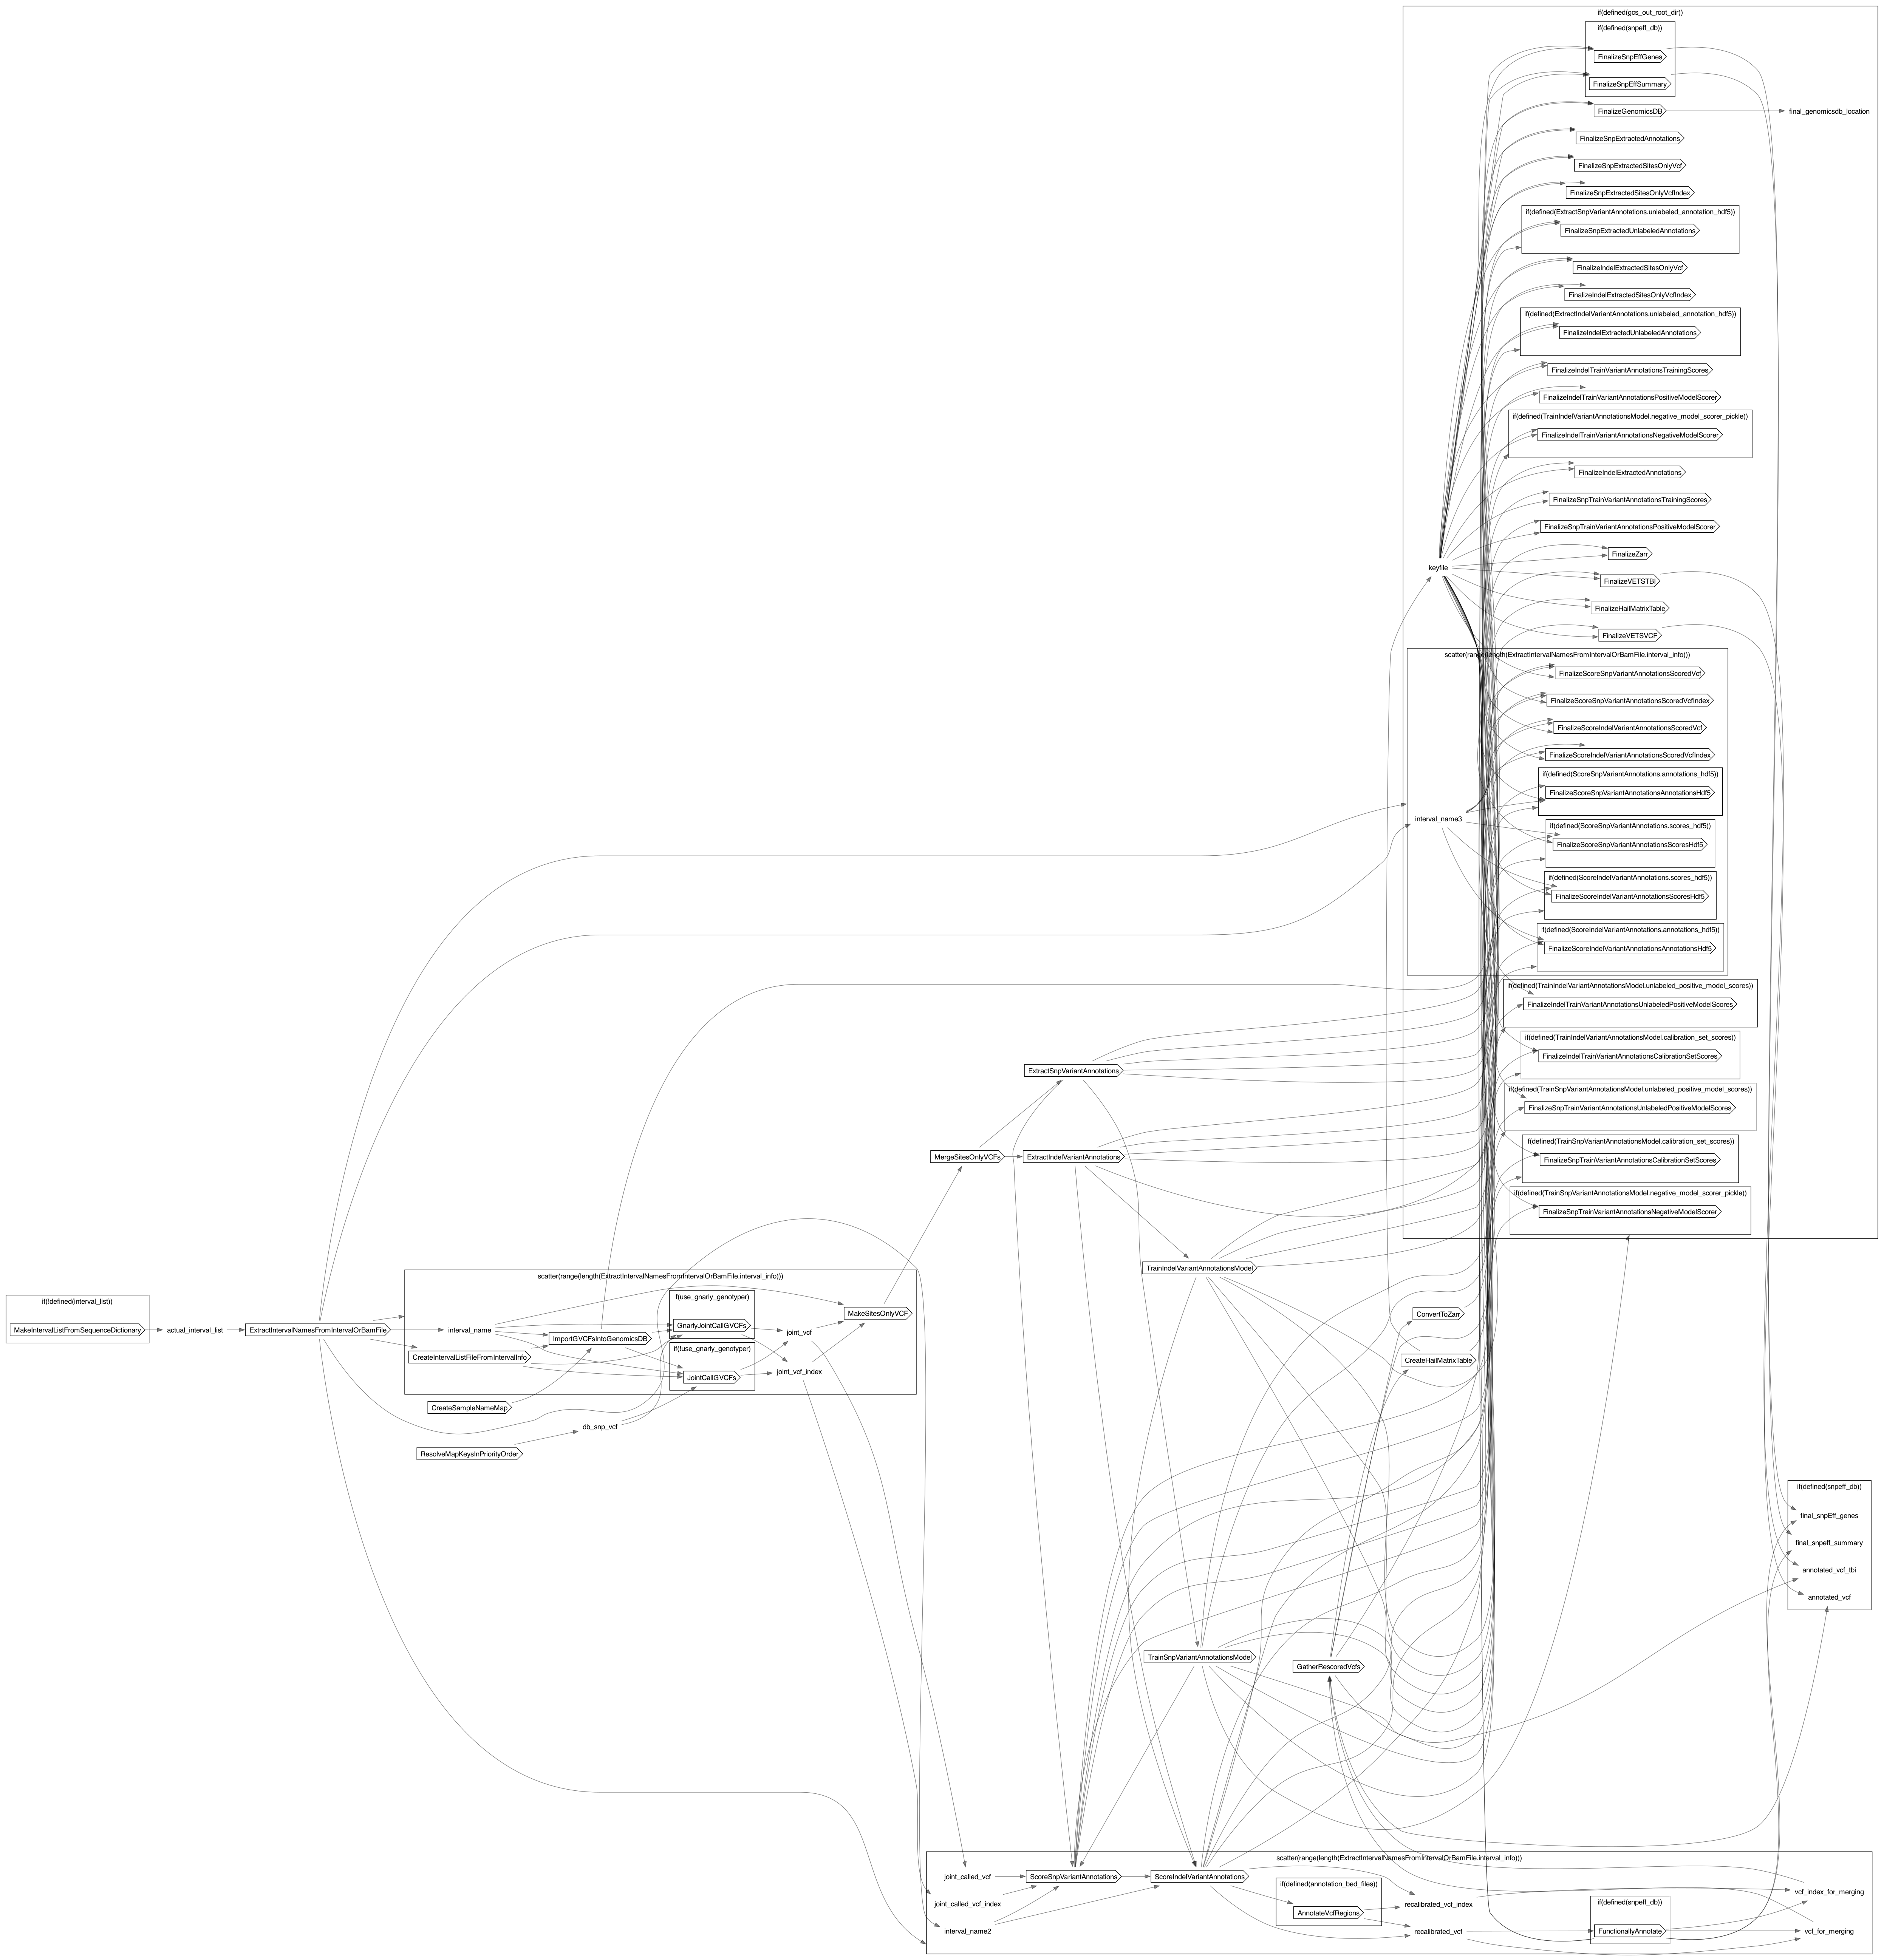 if(defined(gcs_out_root_dir))
if(defined(snpeff_db))
FinalizeSnpEffGenes
FinalizeSnpEffSummary
FinalizeGenomicsDB
final_genomicsdb_location
FinalizeSnpExtractedAnnotations
FinalizeSnpExtractedSitesOnlyVcf
FinalizeSnpExtractedSitesOnlyVcfIndex
if(defined(ExtractSnpVariantAnnotations.unlabeled_annotation_hdf5))
FinalizeSnpExtractedUnlabeledAnnotations
FinalizeIndelExtractedSitesOnlyVcf
FinalizeIndelExtractedSitesOnlyVcfIndex
if(defined(ExtractIndelVariantAnnotations.unlabeled_annotation_hdf5))
FinalizeIndelExtractedUnlabeledAnnotations
FinalizeIndelTrainVariantAnnotationsTrainingScores
FinalizeIndelTrainVariantAnnotationsPositiveModelScorer
if(defined(TrainIndelVariantAnnotationsModel.negative_model_scorer_pickle))
FinalizeIndelTrainVariantAnnotationsNegativeModelScorer
FinalizeIndelExtractedAnnotations
FinalizeSnpTrainVariantAnnotationsTrainingScores
FinalizeSnpTrainVariantAnnotationsPositiveModelScorer
FinalizeZarr
keyfile
FinalizeVETSTBI
FinalizeHailMatrixTable
FinalizeVETSVCF
scatter(range(length(ExtractIntervalNamesFromIntervalOrBamFile.interval_info)))
FinalizeScoreSnpVariantAnnotationsScoredVcf
FinalizeScoreSnpVariantAnnotationsScoredVcfIndex
FinalizeScoreIndelVariantAnnotationsScoredVcf
FinalizeScoreIndelVariantAnnotationsScoredVcfIndex
if(defined(ScoreSnpVariantAnnotations.annotations_hdf5))
FinalizeScoreSnpVariantAnnotationsAnnotationsHdf5
interval_name3
if(defined(ScoreSnpVariantAnnotations.scores_hdf5))
FinalizeScoreSnpVariantAnnotationsScoresHdf5
if(defined(ScoreIndelVariantAnnotations.scores_hdf5))
FinalizeScoreIndelVariantAnnotationsScoresHdf5
if(defined(ScoreIndelVariantAnnotations.annotations_hdf5))
FinalizeScoreIndelVariantAnnotationsAnnotationsHdf5
if(defined(TrainIndelVariantAnnotationsModel.unlabeled_positive_model_scores))
FinalizeIndelTrainVariantAnnotationsUnlabeledPositiveModelScores
if(defined(TrainIndelVariantAnnotationsModel.calibration_set_scores))
FinalizeIndelTrainVariantAnnotationsCalibrationSetScores
ExtractSnpVariantAnnotations
if(defined(TrainSnpVariantAnnotationsModel.unlabeled_positive_model_scores))
FinalizeSnpTrainVariantAnnotationsUnlabeledPositiveModelScores
if(defined(TrainSnpVariantAnnotationsModel.calibration_set_scores))
FinalizeSnpTrainVariantAnnotationsCalibrationSetScores
MergeSitesOnlyVCFs
ExtractIndelVariantAnnotations
if(defined(TrainSnpVariantAnnotationsModel.negative_model_scorer_pickle))
FinalizeSnpTrainVariantAnnotationsNegativeModelScorer
TrainIndelVariantAnnotationsModel
scatter(range(length(ExtractIntervalNamesFromIntervalOrBamFile.interval_info)))
if(!defined(interval_list))
MakeIntervalListFromSequenceDictionary
actual_interval_list
ExtractIntervalNamesFromIntervalOrBamFile
interval_name
if(use_gnarly_genotyper)
GnarlyJointCallGVCFs
MakeSitesOnlyVCF
ImportGVCFsIntoGenomicsDB
joint_vcf
CreateIntervalListFileFromIntervalInfo
if(!use_gnarly_genotyper)
JointCallGVCFs
joint_vcf_index
ConvertToZarr
CreateHailMatrixTable
CreateSampleNameMap
db_snp_vcf
ResolveMapKeysInPriorityOrder
if(defined(snpeff_db))
final_snpEff_genes
final_snpeff_summary
annotated_vcf_tbi
annotated_vcf
TrainSnpVariantAnnotationsModel
GatherRescoredVcfs
scatter(range(length(ExtractIntervalNamesFromIntervalOrBamFile.interval_info)))
joint_called_vcf
ScoreSnpVariantAnnotations
ScoreIndelVariantAnnotations
if(defined(annotation_bed_files))
AnnotateVcfRegions
joint_called_vcf_index
recalibrated_vcf_index
vcf_index_for_merging
if(defined(snpeff_db))
FunctionallyAnnotate
interval_name2
recalibrated_vcf
vcf_for_merging